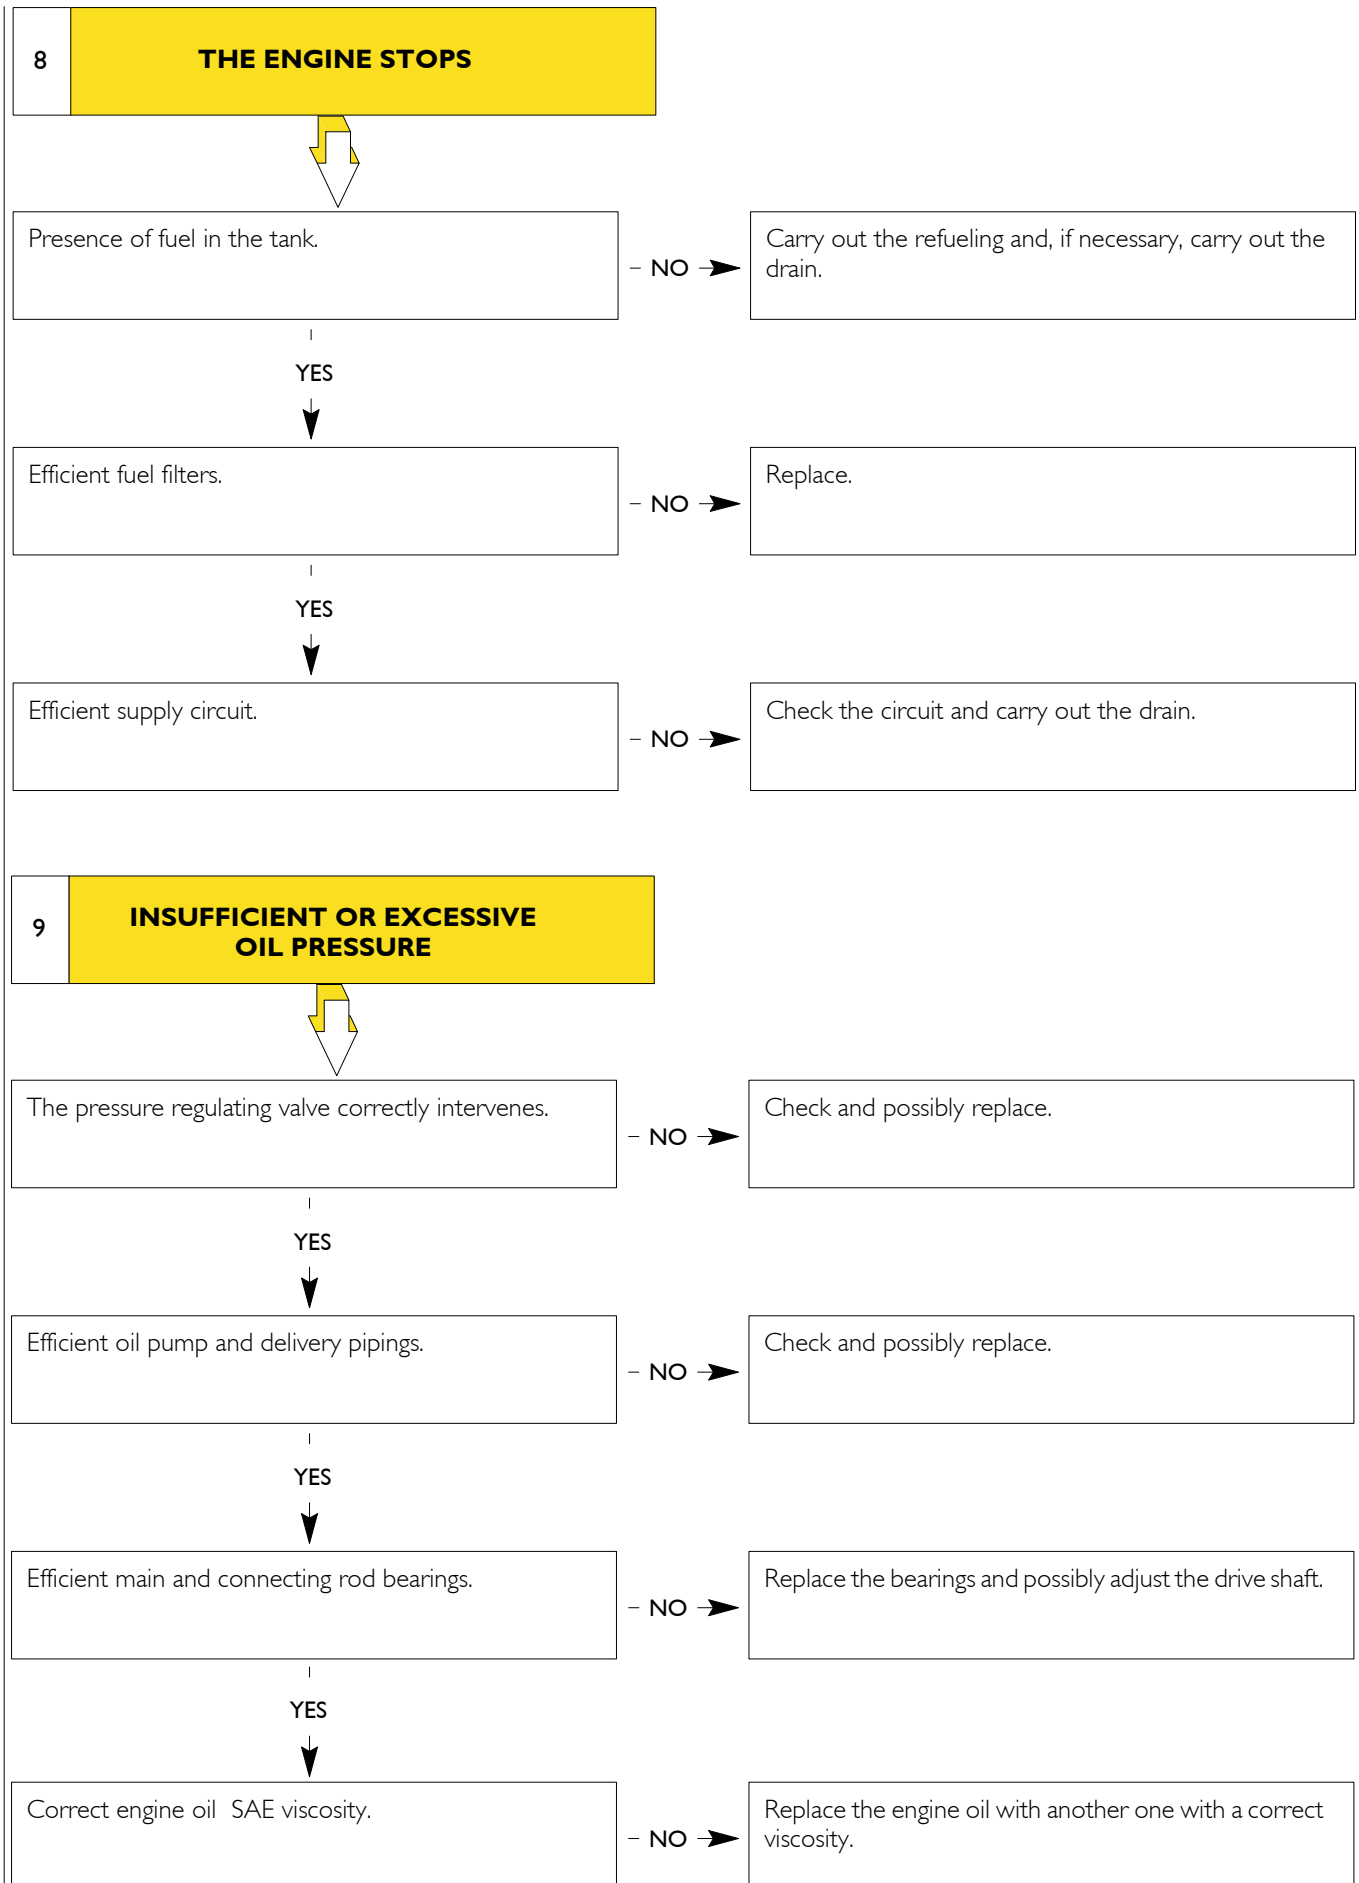 8
THE ENGINE STOPS
Presence of fuel in the tank.
NO
Carry out the refueling and, if necessary, carry out the
drain.
YES
Efficient fuel filters.
NO
Replace.
YES
Efficient supply circuit.
NO
Check the circuit and carry out the drain.
9
INSUFFICIENT OR EXCESSIVE
OIL PRESSURE
The pressure regulating valve correctly intervenes.
NO
Check and possibly replace.
YES
Efficient oil pump and delivery pipings.
NO
Check and possibly replace.
YES
Efficient main and connecting rod bearings.
NO
Replace the bearings and possibly adjust the drive shaft.
YES
Correct engine oil  SAE viscosity.
NO
Replace the engine oil with another one with a correct
viscosity.